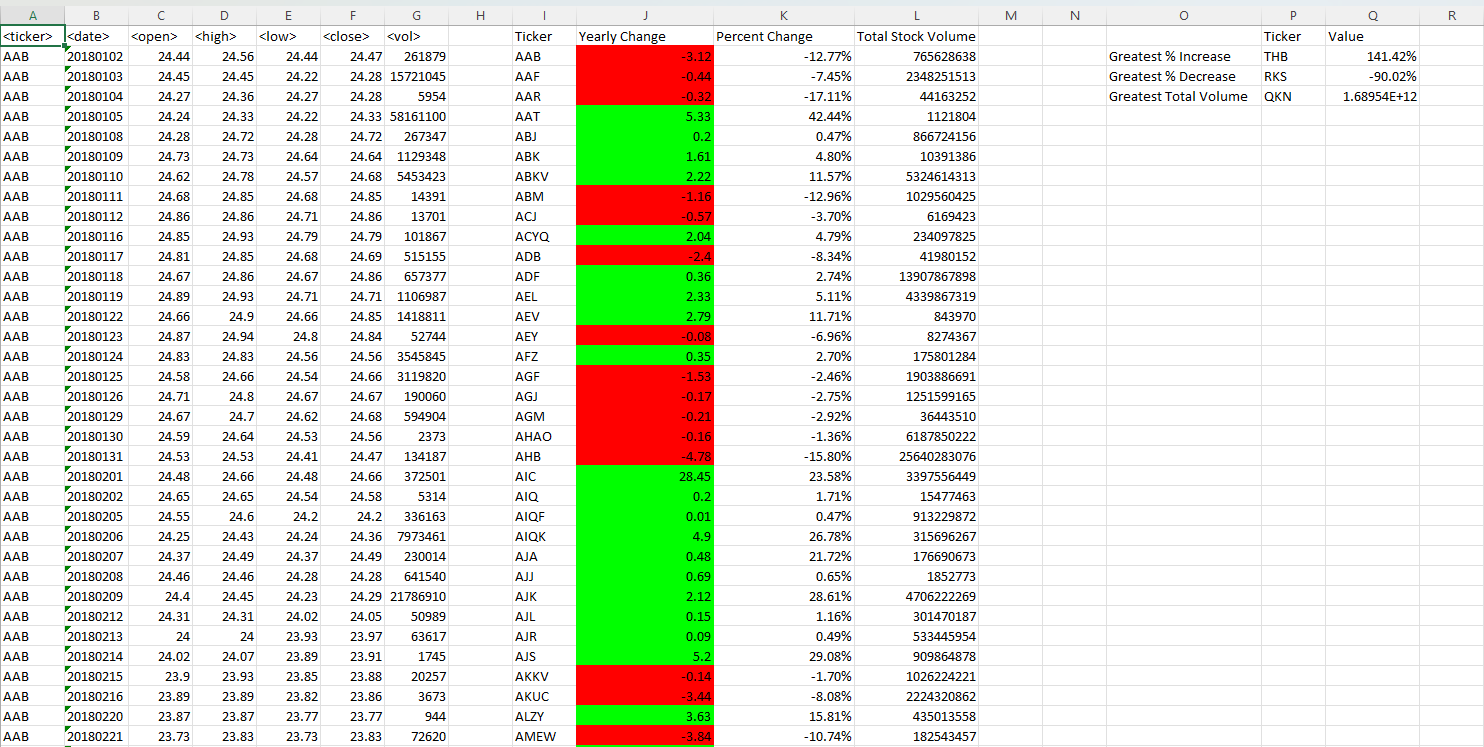 A B C D E F G H I J K L M N O P Q R
<ticker> <date> <open> <high> <low> <close> <vol> Ticker Yearly Change Percent Change Total Stock Volume Ticker Value
AAB 20180102 24.44 24.56 24.44 24.47 261879 AAB -3.12 -12.77% 765628638 Greatest % Increase THB 141.42%
AAB 20180103 24.45 24.45 24.22 24.28 15721045 AAF -0.44 -7.45% 2348251513 Greatest % Decrease RKS -90.02%
AAB 20180104 24.27 24.36 24.27 24.28 5954 AAR -0.32 -17.11% 44163252 Greatest Total Volume QKN 1.68954E+12
AAB 20180105 24.24 24.33 24.22 24.33 58161100 AAT 5.33 42.44% 1121804
AAB 20180108 24.28 24.72 24.28 24.72 267347 ABJ 0.2 0.47% 866724156
AAB 20180109 24.73 24.73 24.64 24.64 1129348 ABK 1.61 4.80% 10391386
AAB 20180110 24.62 24.78 24.57 24.68 5453423 ABKV 2.22 11.57% 5324614313
AAB 20180111 24.68 24.85 24.68 24.85 14391 ABM -1.16 -12.96% 1029560425
AAB 20180112 24.86 24.86 24.71 24.86 13701 ACJ -0.57 -3.70% 6169423
AAB 20180116 24.85 24.93 24.79 24.79 101867 ACYQ 2.04 4.79% 234097825
AAB 20180117 24.81 24.85 24.68 24.69 515155 ADB -2.4 -8.34% 41980152
AAB 20180118 24.67 24.86 24.67 24.86 657377 ADF 0.36 2.74% 13907867898
AAB 20180119 24.89 24.93 24.71 24.71 1106987 AEL 2.33 5.11% 4339867319
AAB 20180122 24.66 24.9 24.66 24.85 1418811 AEV 2.79 11.71% 843970
AAB 20180123 24.87 24.94 24.8 24.84 52744 AEY -0.08 -6.96% 8274367
AAB 20180124 24.83 24.83 24.56 24.56 3545845 AFZ 0.35 2.70% 175801284
AAB 20180125 24.58 24.66 24.54 24.66 3119820 AGF -1.53 -2.46% 1903886691
AAB 20180126 24.71 24.8 24.67 24.67 190060 AGJ -0.17 -2.75% 1251599165
AAB 20180129 24.67 24.7 24.62 24.68 594904 AGM -0.21 -2.92% 36443510
AAB 20180130 24.59 24.64 24.53 24.56 2373 AHAO -0.16 -1.36% 6187850222
AAB 20180131 24.53 24.53 24.41 24.47 134187 AHB -4.78 -15.80% 25640283076
AAB 20180201 24.48 24.66 24.48 24.66 372501 AIC 28.45 23.58% 3397556449
AAB 20180202 24.65 24.65 24.54 24.58 5314 AIQ 0.2 1.71% 15477463
AAB 20180205 24.55 24.6 24.2 24.2 336163 AIQF 0.01 0.47% 913229872
AAB 20180206 24.25 24.43 24.24 24.36 7973461 AIQK 4.9 26.78% 315696267
AAB 20180207 24.37 24.49 24.37 24.49 230014 AJA 0.48 21.72% 176690673
AAB 20180208 24.46 24.46 24.28 24.28 641540 AJJ 0.69 0.65% 1852773
AAB 20180209 24.4 24.45 24.23 24.29 21786910 AJK 2.12 28.61% 4706222269
AAB 20180212 24.31 24.31 24.02 24.05 50989 AJL 0.15 1.16% 301470187
AAB 20180213 24 24 23.93 23.97 63617 AJR 0.09 0.49% 533445954
AAB 20180214 24.02 24.07 23.89 23.91 1745 AJS 5.2 29.08% 909864878
AAB 20180215 23.9 23.93 23.85 23.88 20257 AKKV -0.14 -1.70% 1026224221
AAB 20180216 23.89 23.89 23.82 23.86 3673 AKUC -3.44 -8.08% 2224320862
AAB 20180220 23.87 23.87 23.77 23.77 944 ALZY 3.63 15.81% 435013558
AAB 20180221 23.73 23.83 23.73 23.83 72620 AMEW -3.84 -10.74% 182543457